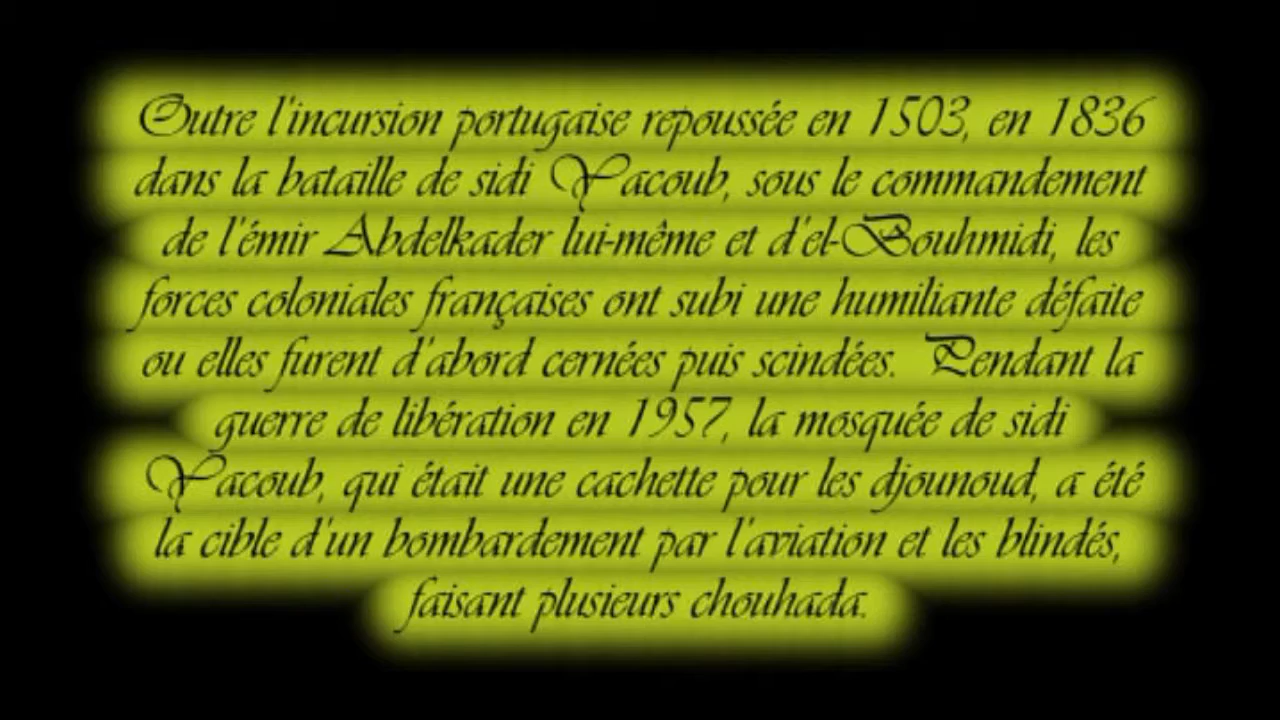 Outre l'incursion portugaise repoussée en 1503, en 1836
dans la bataille de sidi Yacoub, sous le commandement
de l'émir Abdelkader lui-même et d'el-Bouhmidi, les
forces coloniales françaises ont subi une humiliante défaite
ou elles furent d'abord cernées puis scindées. Pendant la
guerre de libération en 1957, la mosquée de sidi
Yacoub, qui était une cachette pour les djounoud, a été
la cible d'un bombardement par l'aviation et les blindés,
faisant plusieurs chouhada.